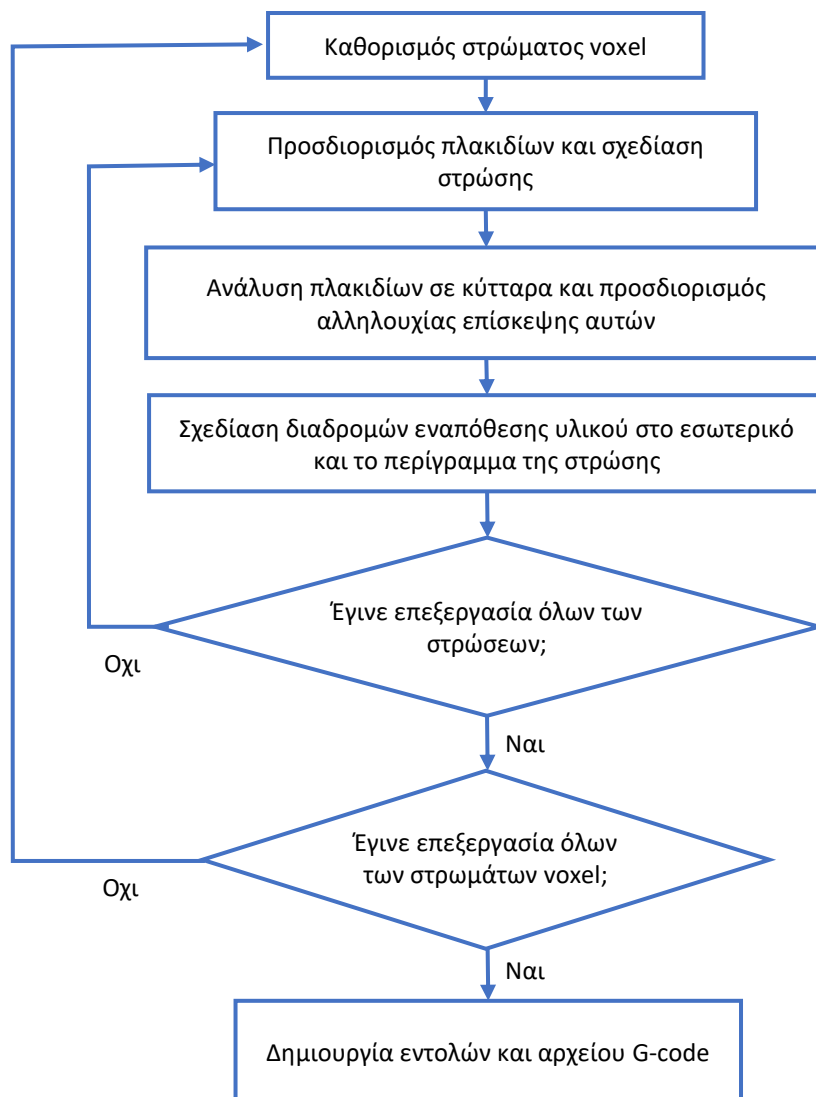 Καθορισμός στρώματος voxel
Προσδιορισμός πλακιδίων και σχεδίαση
στρώσης
Ανάλυση πλακιδίων σε κύτταρα και προσδιορισμός
αλληλουχίας επίσκεψης αυτών
Σχεδίαση διαδρομών εναπόθεσης υλικού στο εσωτερικό
και το περίγραμμα της στρώσης
Έγινε επεξεργασία όλων των
στρώσεων;
Οχι
Ναι
Έγινε επεξεργασία όλων
των στρωμάτων voxel;
Οχι
Ναι
Δημιουργία εντολών και αρχείου G-code